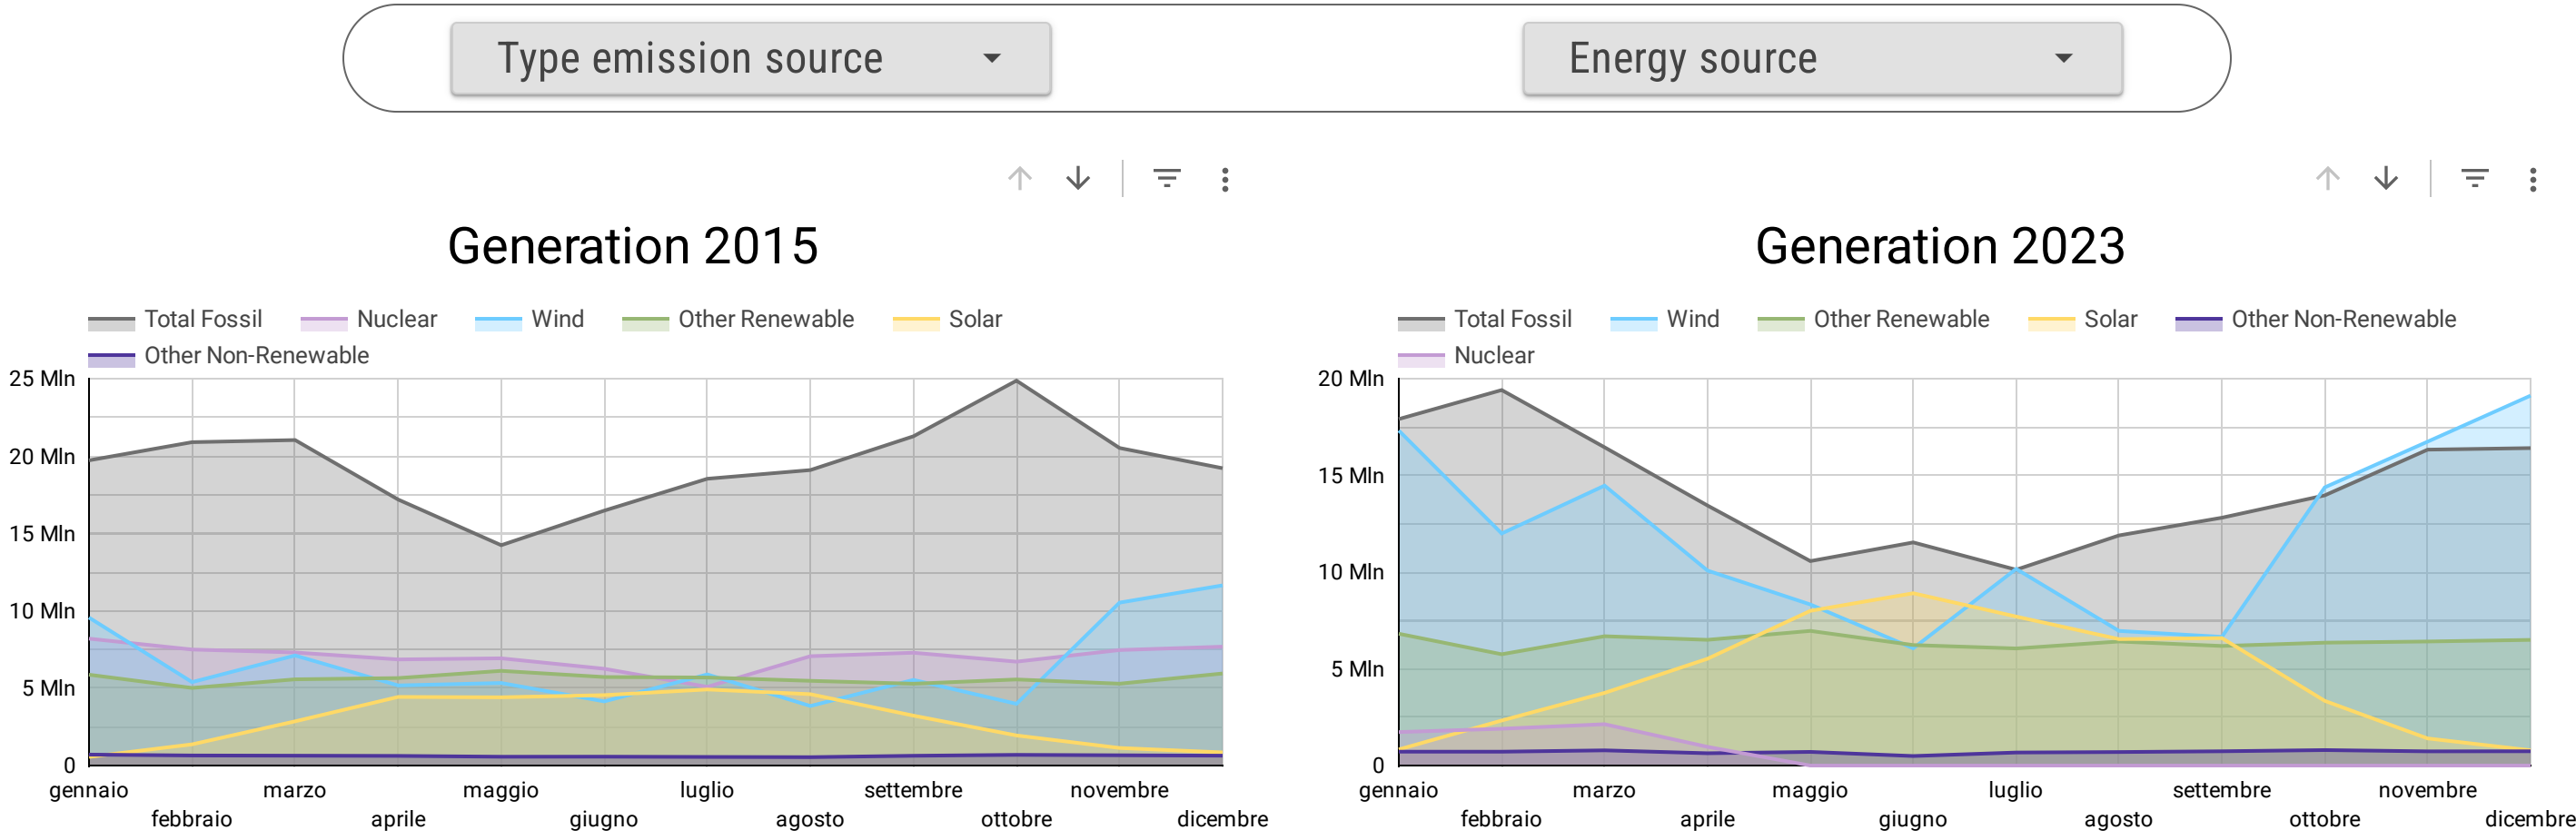 Type emission source
Energy source
Generation 2015
Total Fossil Nuclear Wind Other Renewable Solar
Other Non-Renewable
25 Mln
20 Mln
15 Mln
10 Mln
5 Mln
0
gennaio marzo maggio luglio settembre novembre
febbraio aprile giugno agosto ottobre dicembre
Generation 2023
Total Fossil Wind Other Renewable Solar Other Non-Renewable
Nuclear
20 Mln
15 Mln
10 Mln
5 Mln
0
gennaio marzo maggio luglio settembre novembre
febbraio aprile giugno agosto ottobre dicembre